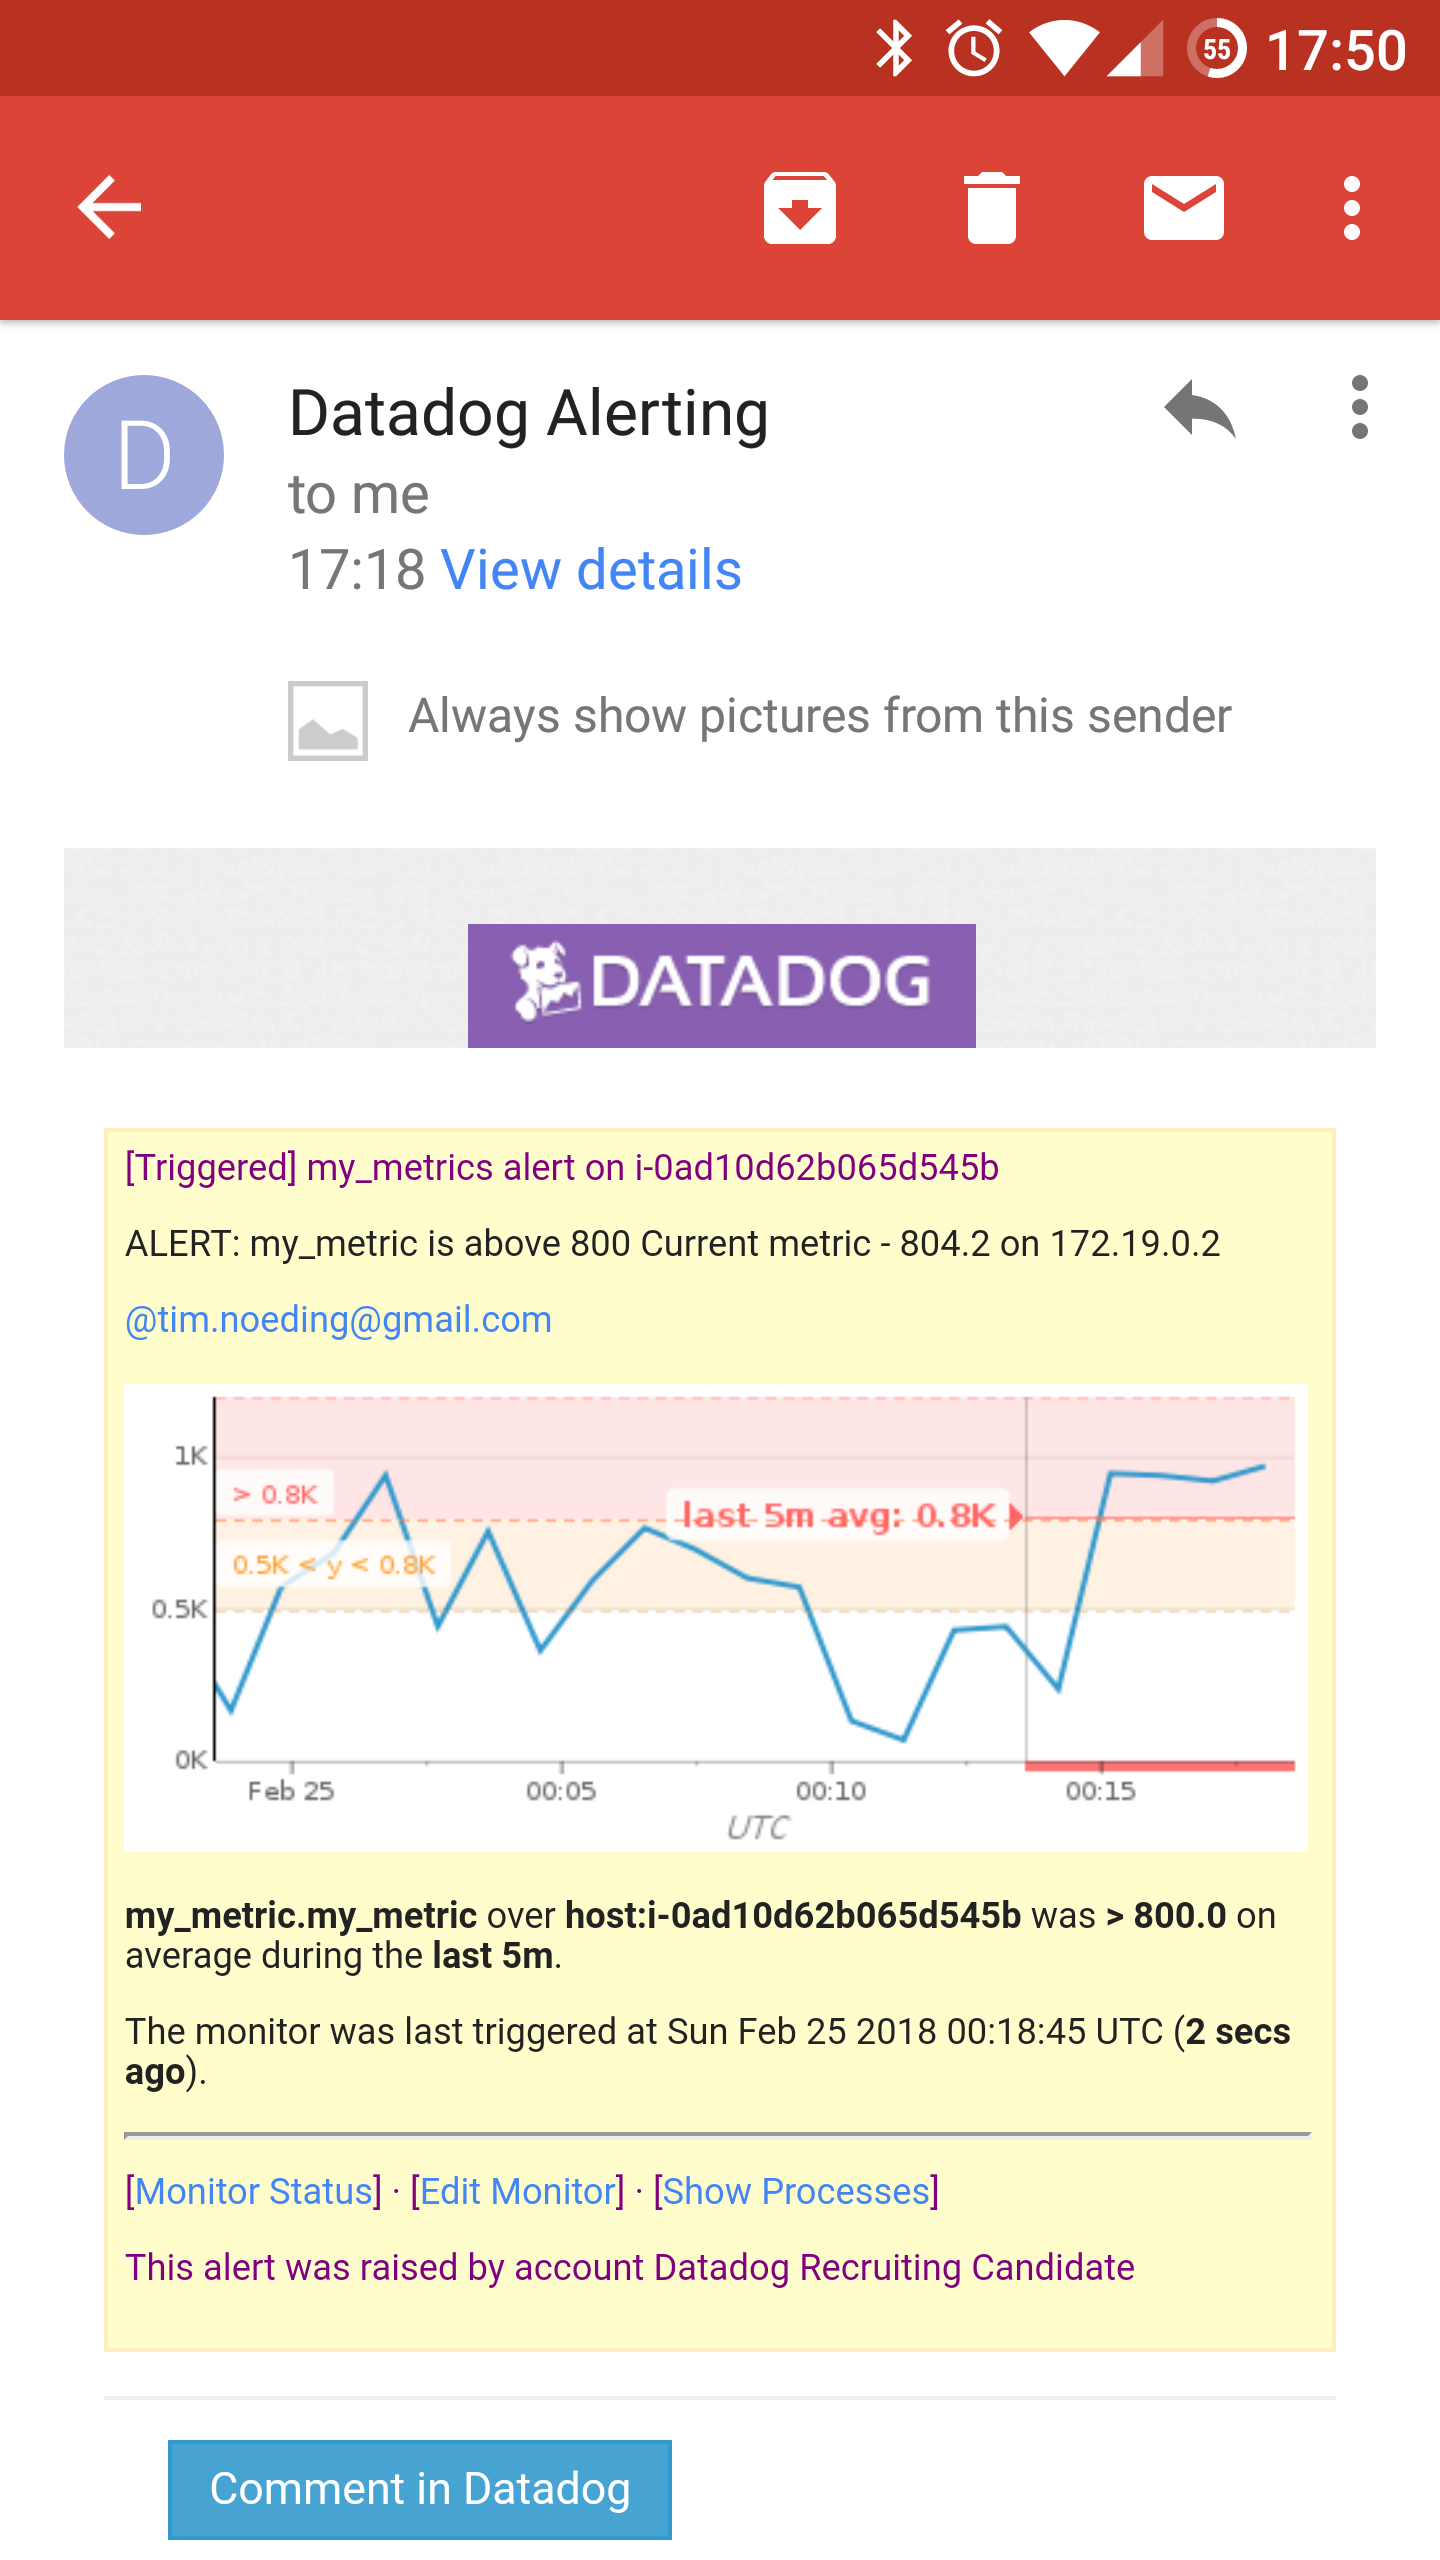 55 17:50
Datadog Alerting
D
to me
17:18 View details
Always show pictures from this sender
DATADOG
[Triggered] my_metrics alert on i-0ad10d62b065d545b
ALERT: my_metric is above 800 Current metric - 804.2 on 172.19.0.2
@tim.noeding@gmail.com
1K
> 0.8K
last 5m avg: 0.8K
0.5K < y < 0.8K
0.5K
0K
Feb 25 00:05 00:10 00:15
UTC
my_metric.my_metric over host:i-0ad10d62b065d545b was > 800.0 on
average during the last 5m.
The monitor was last triggered at Sun Feb 25 2018 00:18:45 UTC (2 secs
ago).
[Monitor Status] · [Edit Monitor] · [Show Processes]
This alert was raised by account Datadog Recruiting Candidate
Comment in Datadog